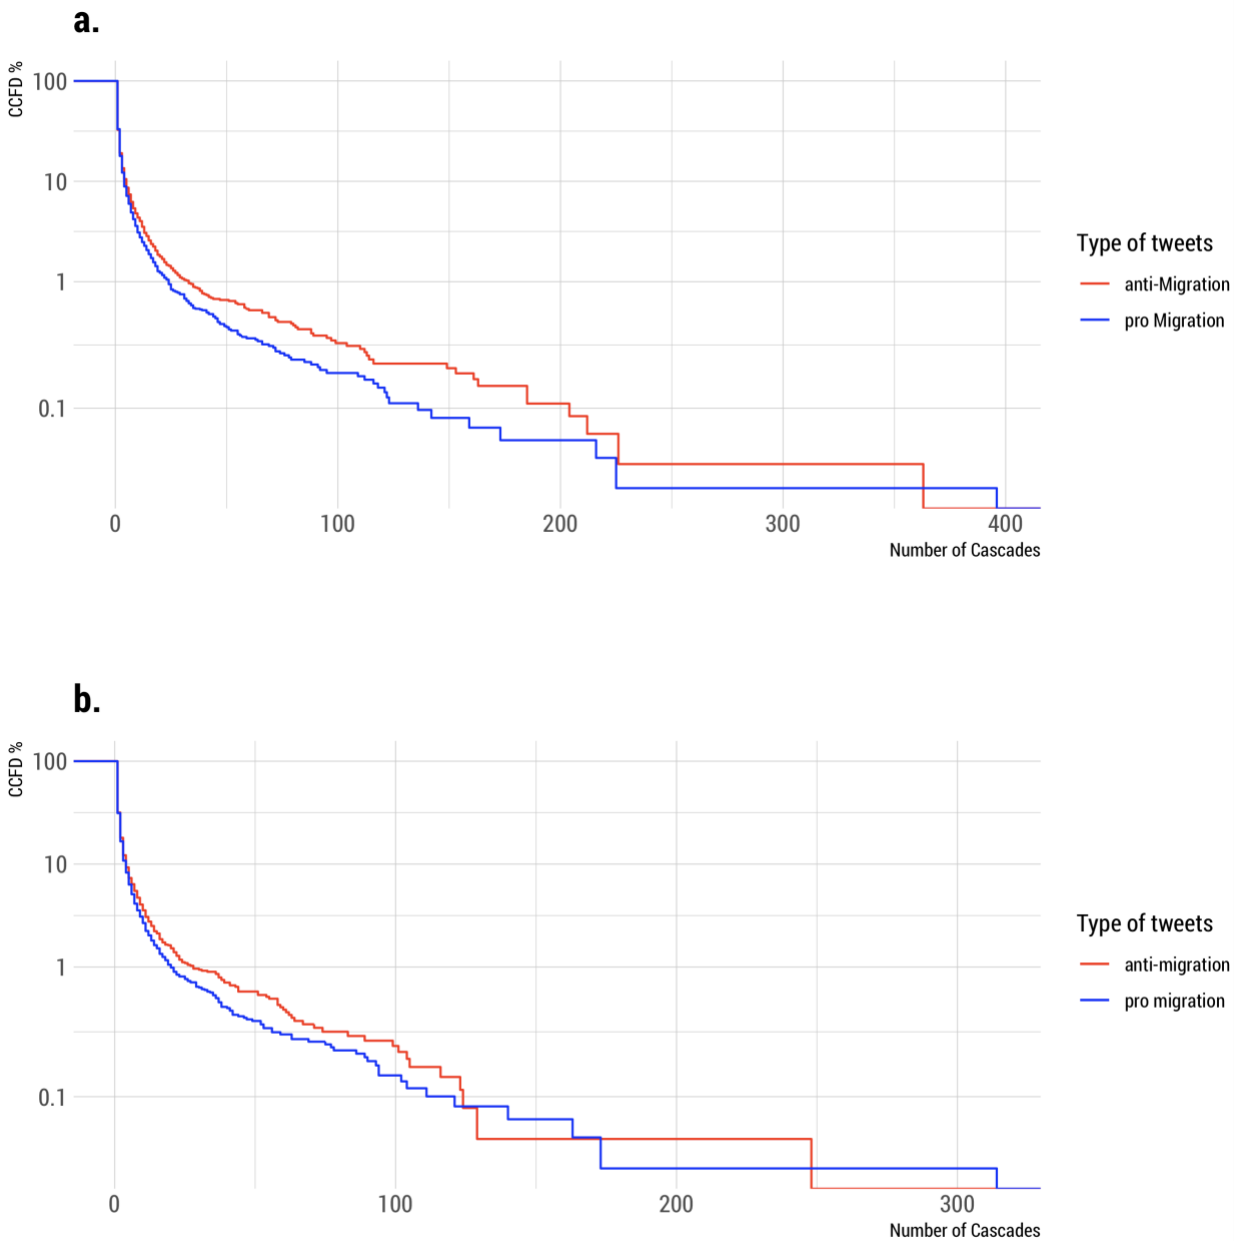 a.
CCFD %
100
10
1
0.1
0 100 200 300 400
Number of Cascades
Type of tweets
anti-Migration
pro Migration
b.
CCFD %
100
10
1
0.1
0 100 200 300
Number of Cascades
Type of tweets
anti-migration
pro migration